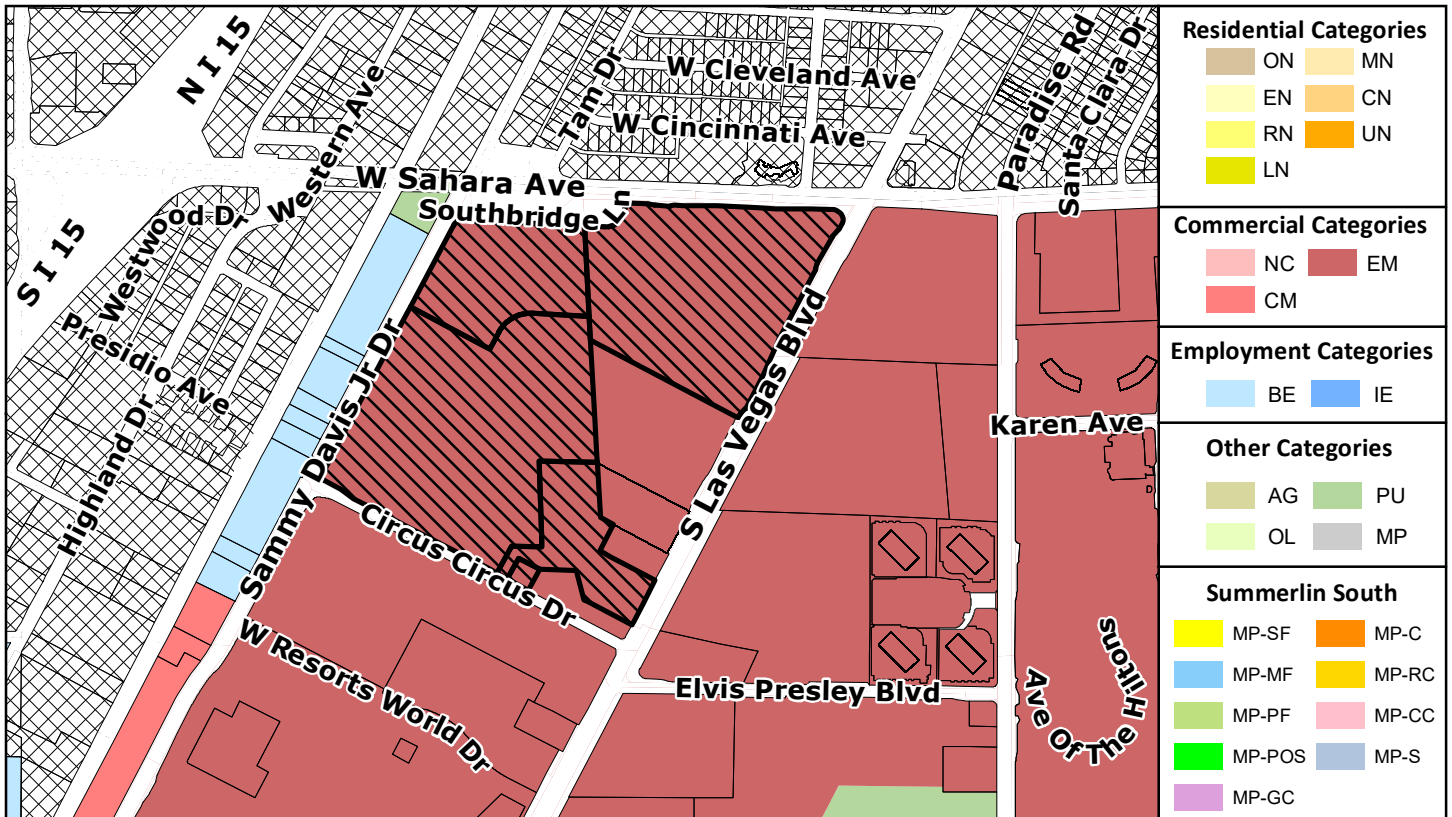 N I 15
S I 15
Western Ave
Westwood Dr
Presidio Ave
Highland Dr
Tam Dr
W Cleveland Ave
W Cincinnati Ave
Paradise Rd
Santa Clara Dr
W Sahara Ave
Southbridge Ln
Sammy Davis Jr Dr
S Las Vegas Blvd
Karen Ave
Circus Circus Dr
W Resorts World Dr
Elvis Presley Blvd
Ave Of The Hiltons
Residential Categories
ON MN
EN CN
RN UN
LN
Commercial Categories
NC EM
CM
Employment Categories
BE IE
Other Categories
AG PU
OL MP
Summerlin South
MP-SF MP-C
MP-MF MP-RC
MP-PF MP-CC
MP-POS MP-S
MP-GC